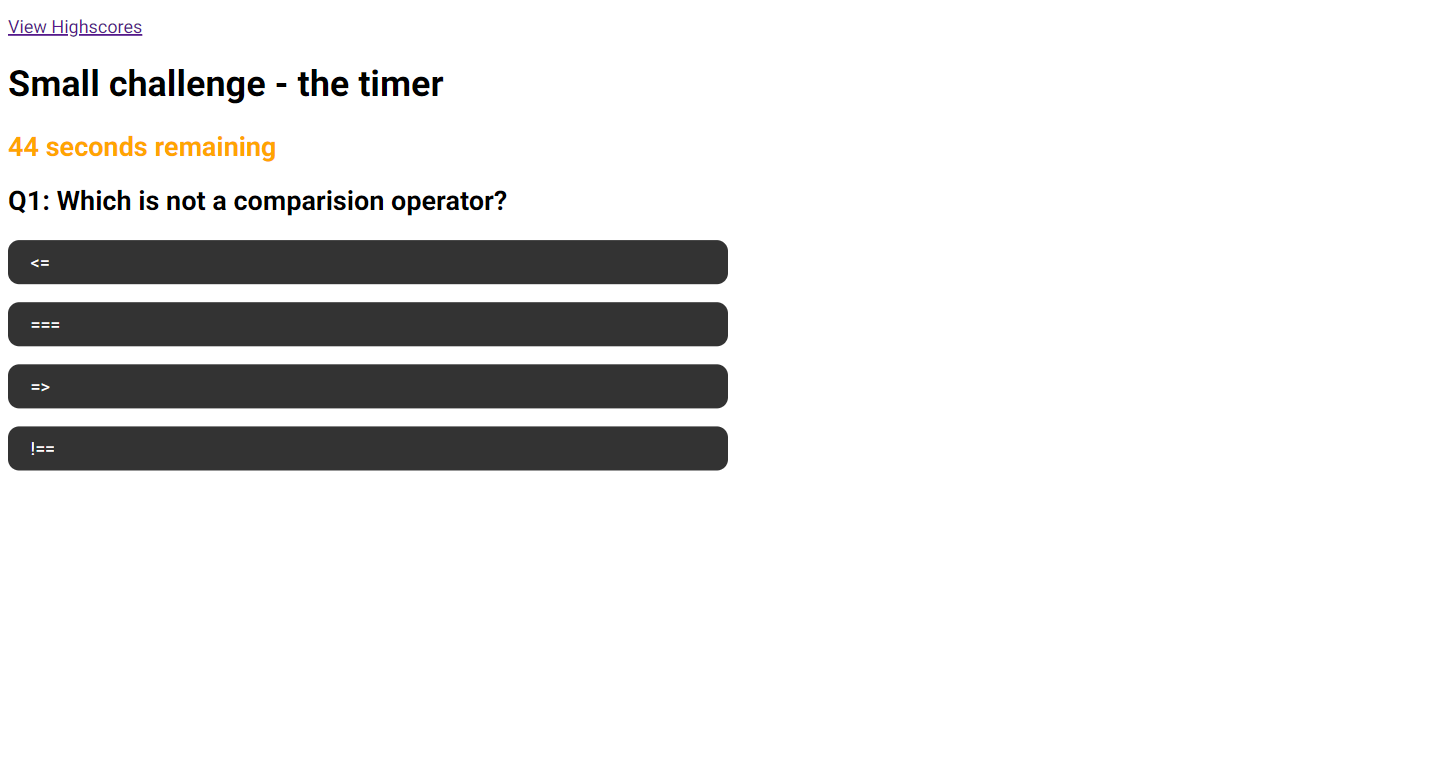 View Highscores
Small challenge - the timer
44 seconds remaining
Q1: Which is not a comparision operator?
<=
===
=>
!==